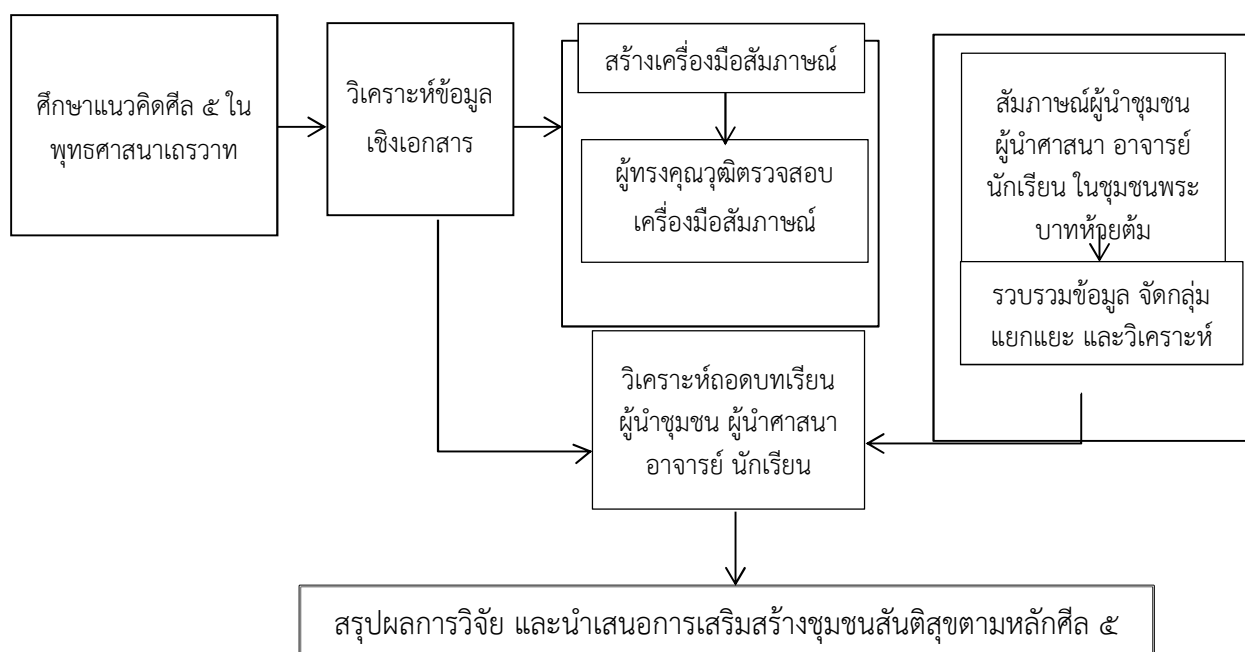 ศึกษาแนวคิดศีล ๕ ใน
พุทธศาสนาเถรวาท
วิเคราะห์ข้อมูล
เชิงเอกสาร
สร้างเครื่องมือสัมภาษณ์
ผู้ทรงคุณวุฒิตรวจสอบ
เครื่องมือสัมภาษณ์
สัมภาษณ์ผู้นำชุมชน
ผู้นำศาสนา อาจารย์
นักเรียน ในชุมชนพระ
บาทห้วยต้ม
รวบรวมข้อมูล จัดกลุ่ม
แยกแยะ และวิเคราะห์
วิเคราะห์ถอดบทเรียน
ผู้นำชุมชน ผู้นำศาสนา
อาจารย์ นักเรียน
สรุปผลการวิจัย และนำเสนอการเสริมสร้างชุมชนสันติสุขตามหลักศีล ๕